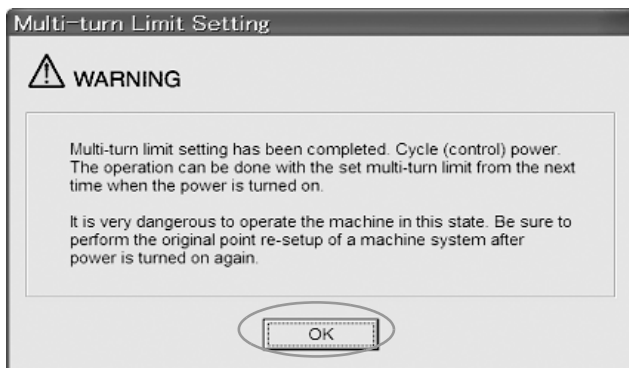 Multi-turn Limit Setting
WARNING
Multi-turn limit setting has been completed. Cycle (control) power.
The operation can be done with the set multi-turn limit from the next
time when the power is turned on.
It is very dangerous to operate the machine in this state. Be sure to
perform the original point re-setup of a machine system after
power is turned on again.
OK